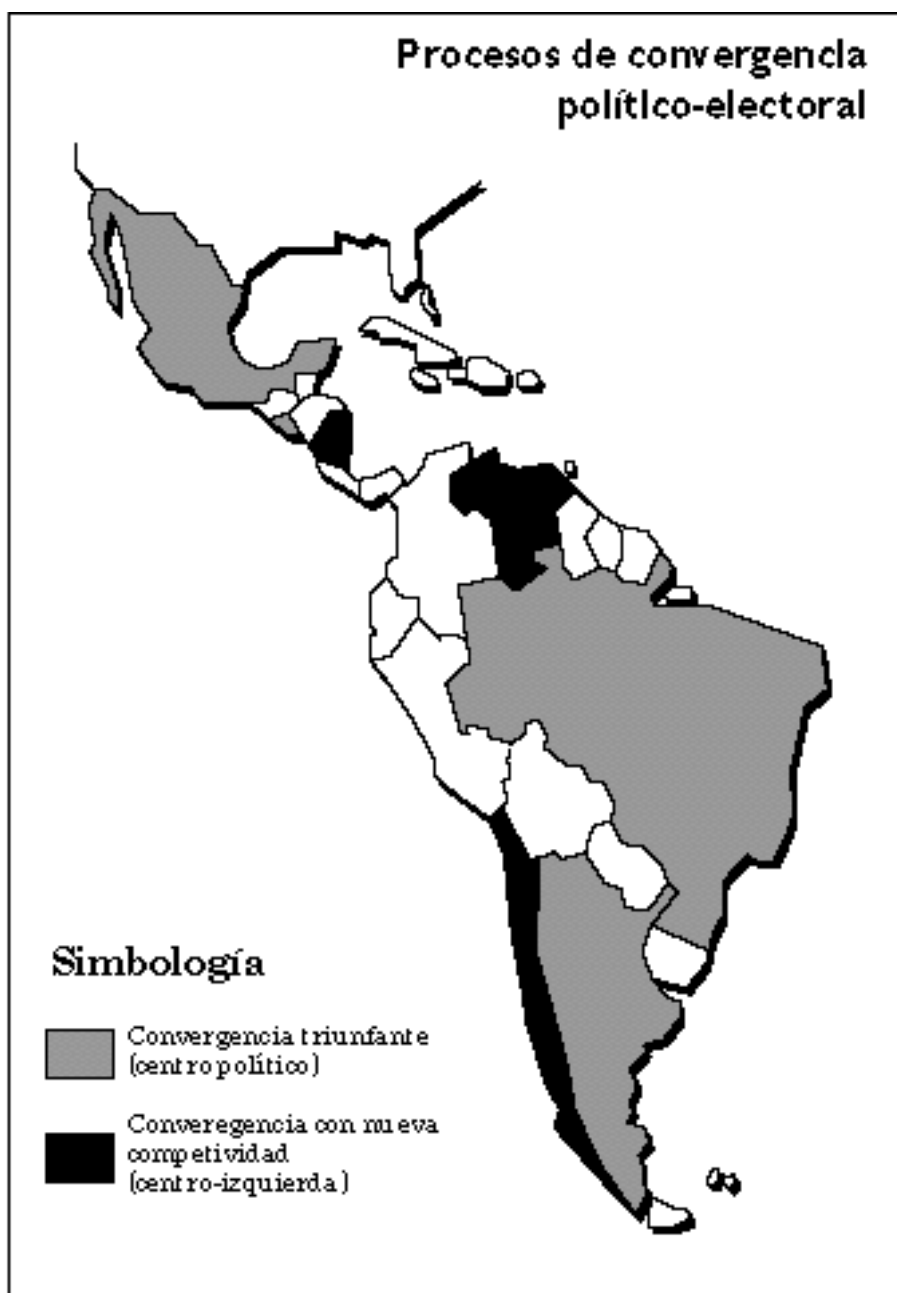 Procesos de convergencia
político-electoral
Simbología
Convergencia triunfante
(centro político)
Converegencia con nueva
competividad
(centro-izquierda)